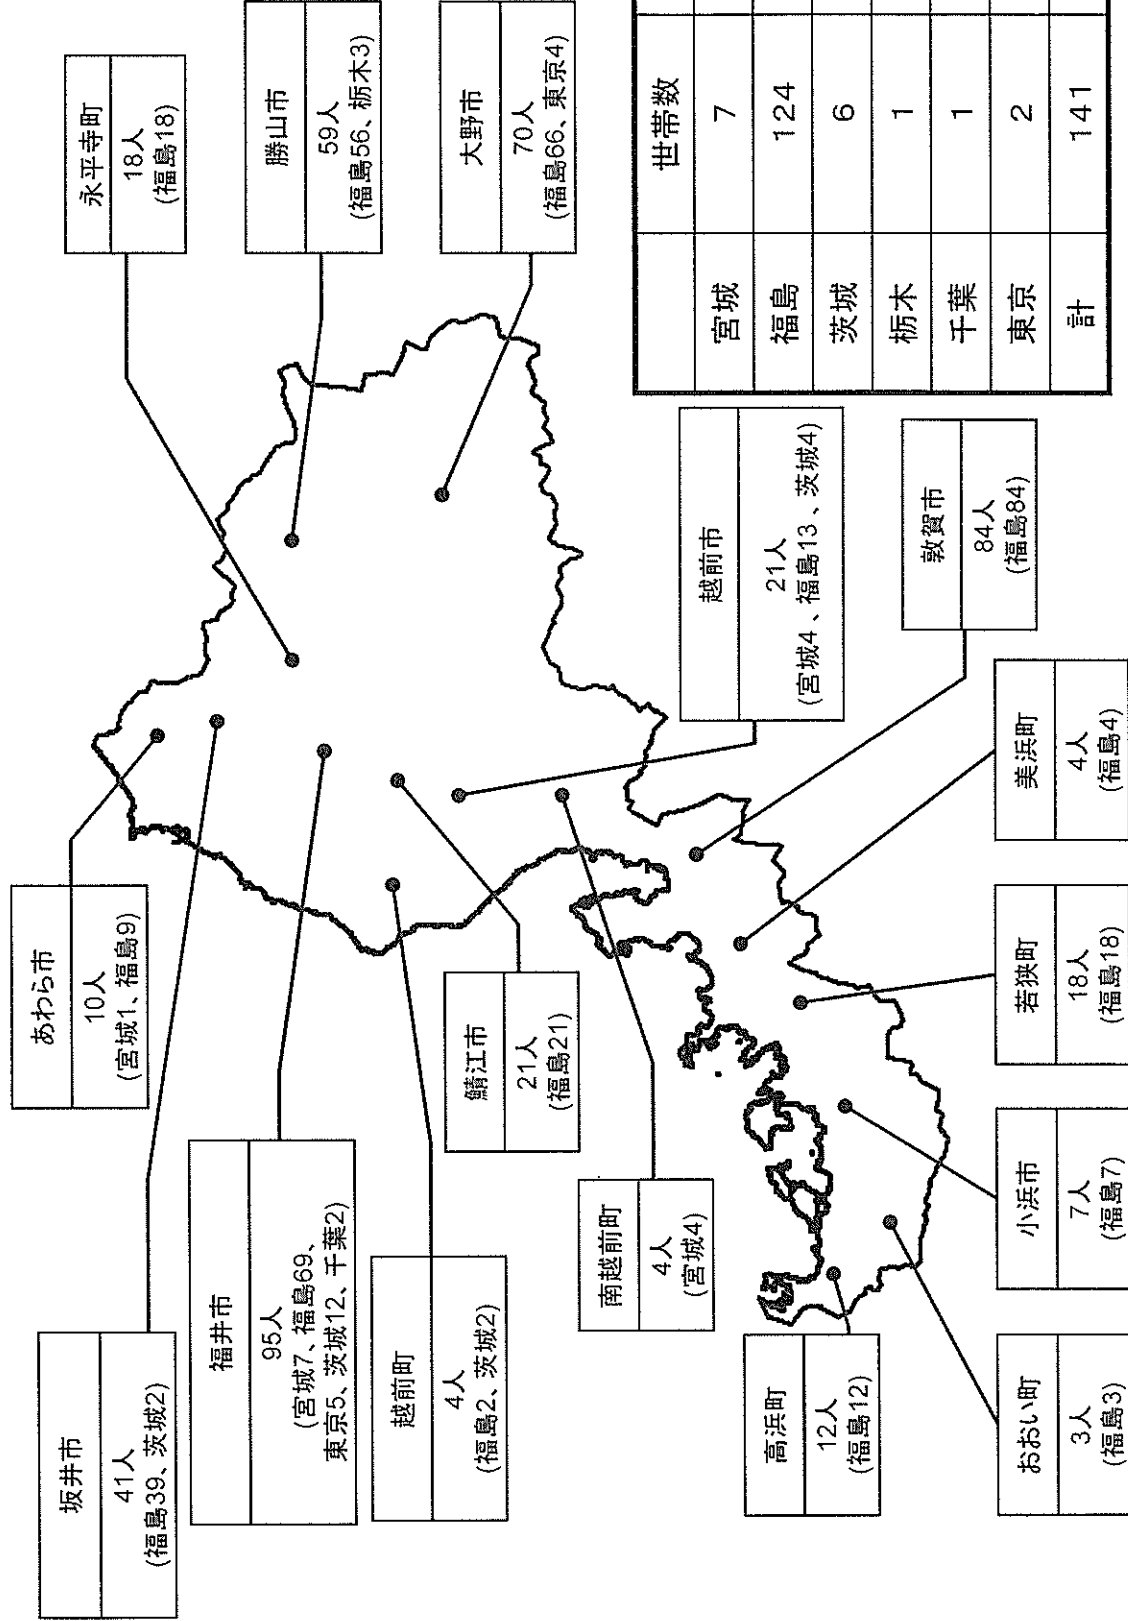 あわら市
10人
(宮城1、福島9)
坂井市
41人
(福島39、茨城2)
福井市
95人
(宮城7、福島69、
東京5、茨城12、千葉2)
越前町
4人
(福島2、茨城2)
鯖江市
21人
(福島21)
南越前町
4人
(宮城4)
高浜町
12人
(福島12)
おおい町
3人
(福島3)
小浜市
7人
(福島7)
若狭町
18人
(福島18)
美浜町
4人
(福島4)
敦賀市
84人
(福島84)
越前市
21人
(宮城4、福島13、茨城4)
永平寺町
18人
(福島18)
勝山市
59人
(福島56、栃木3)
大野市
70人
(福島66、東京4)
世帯数
宮城 7
福島 124
茨城 6
栃木 1
千葉 1
東京 2
計 141